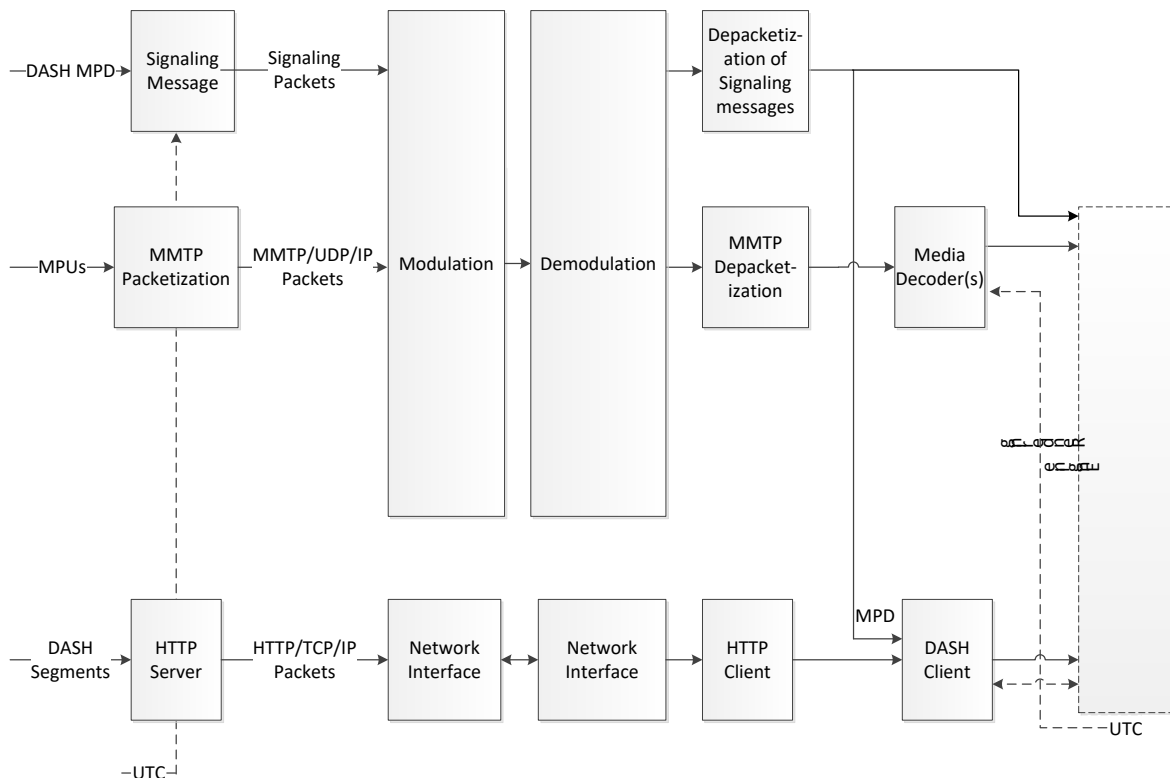 DASH MPD
Signaling
Message
Signaling
Packets
Depacketiz-
ation of
Signaling
messages
MPUs
MMTP
Packetization
MMTP/UDP/IP
Packets
Modulation
Demodulation
MMTP
Depacket-
ization
Media
Decoder(s)
MPD
DASH
Segments
HTTP
Server
HTTP/TCP/IP
Packets
Network
Interface
Network
Interface
HTTP
Client
DASH
Client
UTC
UTC